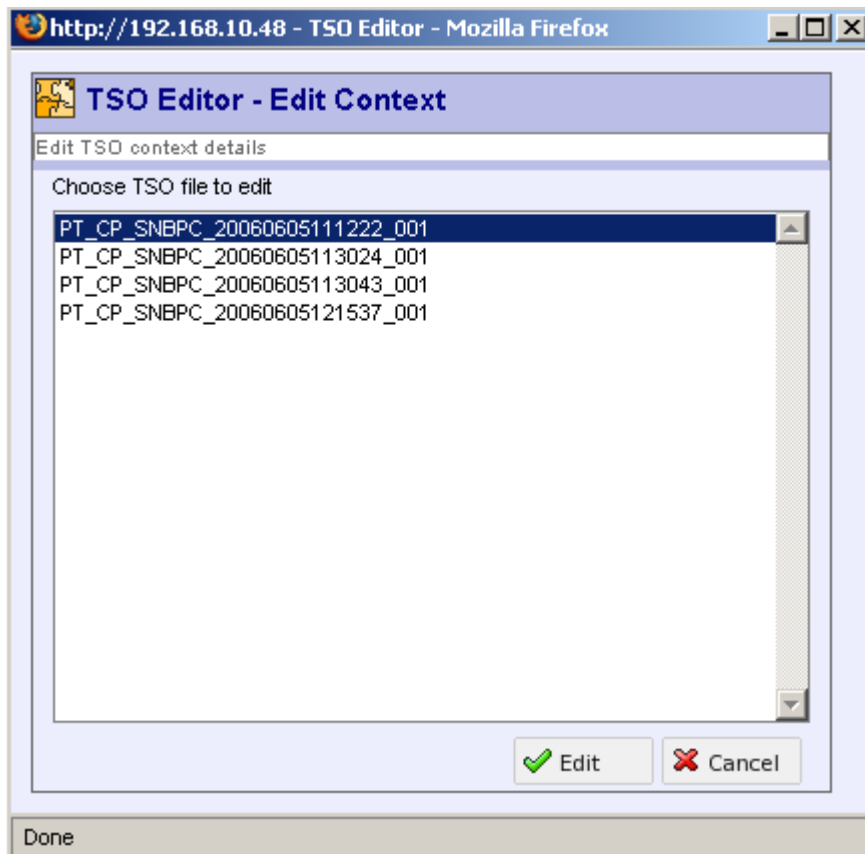 http://192.168.10.48 - TSO Editor - Mozilla Firefox
TSO Editor - Edit Context
Edit TSO context details
Choose TSO file to edit
PT_CP_SNBPC_20060605111222_001
PT_CP_SNBPC_20060605113024_001
PT_CP_SNBPC_20060605113043_001
PT_CP_SNBPC_20060605121537_001
Edit Cancel
Done